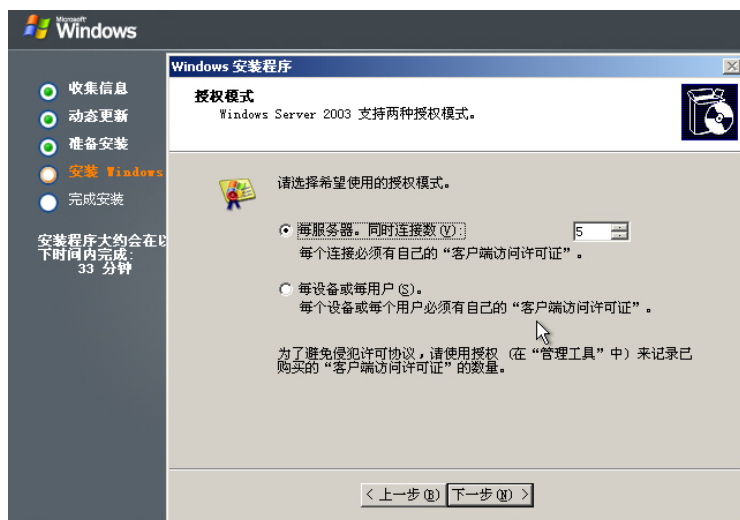 Microsoft
Windows
收集信息
动态更新
准备安装
安装 Windows
完成安装
安装程序大约会在以
下时间内完成:
33 分钟
Windows 安装程序
授权模式
Windows Server 2003 支持两种授权模式。
请选择希望使用的授权模式。
每服务器。同时连接数(V): 5
每个连接必须有自己的“客户端访问许可证”。
每设备或每用户(S)。
每个设备或每个用户必须有自己的“客户端访问许可证”。
为了避免侵犯许可协议，请使用授权（在“管理工具”中）来记录已
购买的“客户端访问许可证”的数量。
< 上一步(B) 下一步(N) >